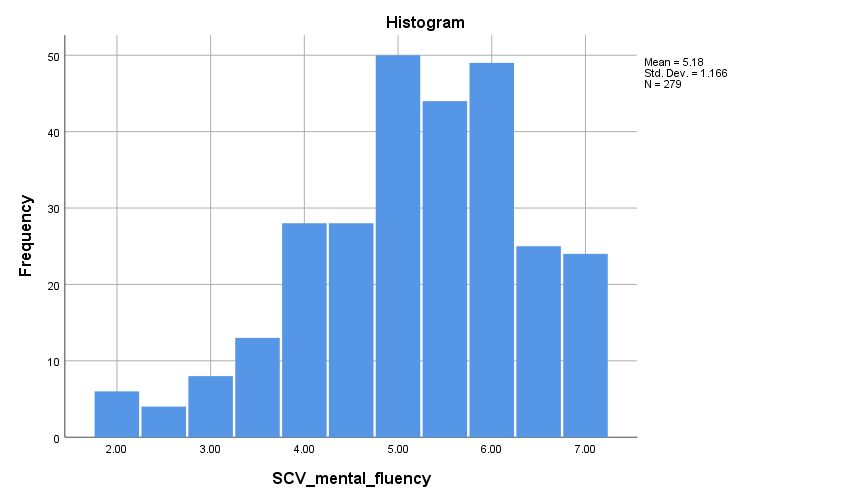 Histogram
Mean = 5.18
Std. Dev. = 1.166
N = 279
50
40
30
20
10
0
Frequency
2.00 3.00 4.00 5.00 6.00 7.00
SCV_mental_fluency